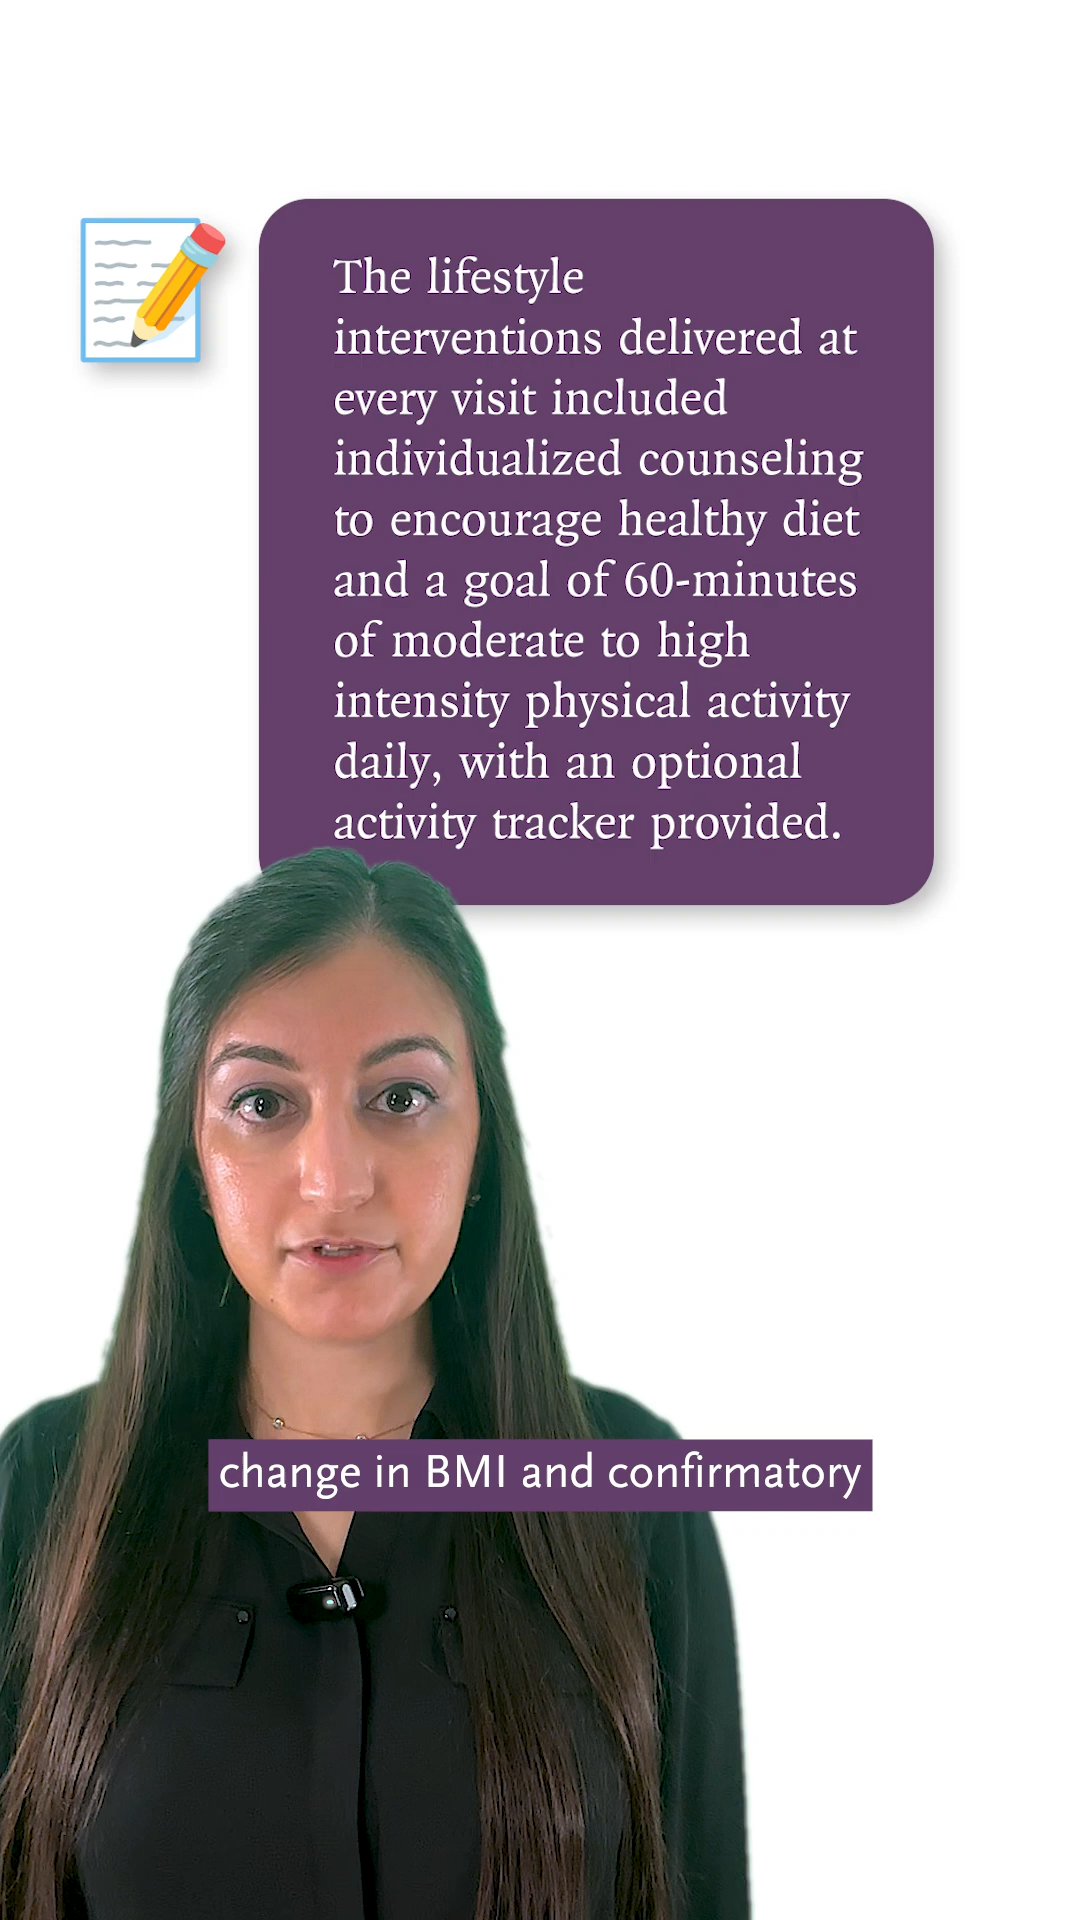 The lifestyle
interventions delivered at
every visit included
individualized counseling
to encourage healthy diet
and a goal of 60-minutes
of moderate to high
intensity physical activity
daily, with an optional
activity tracker provided.
change in BMI and confirmatory